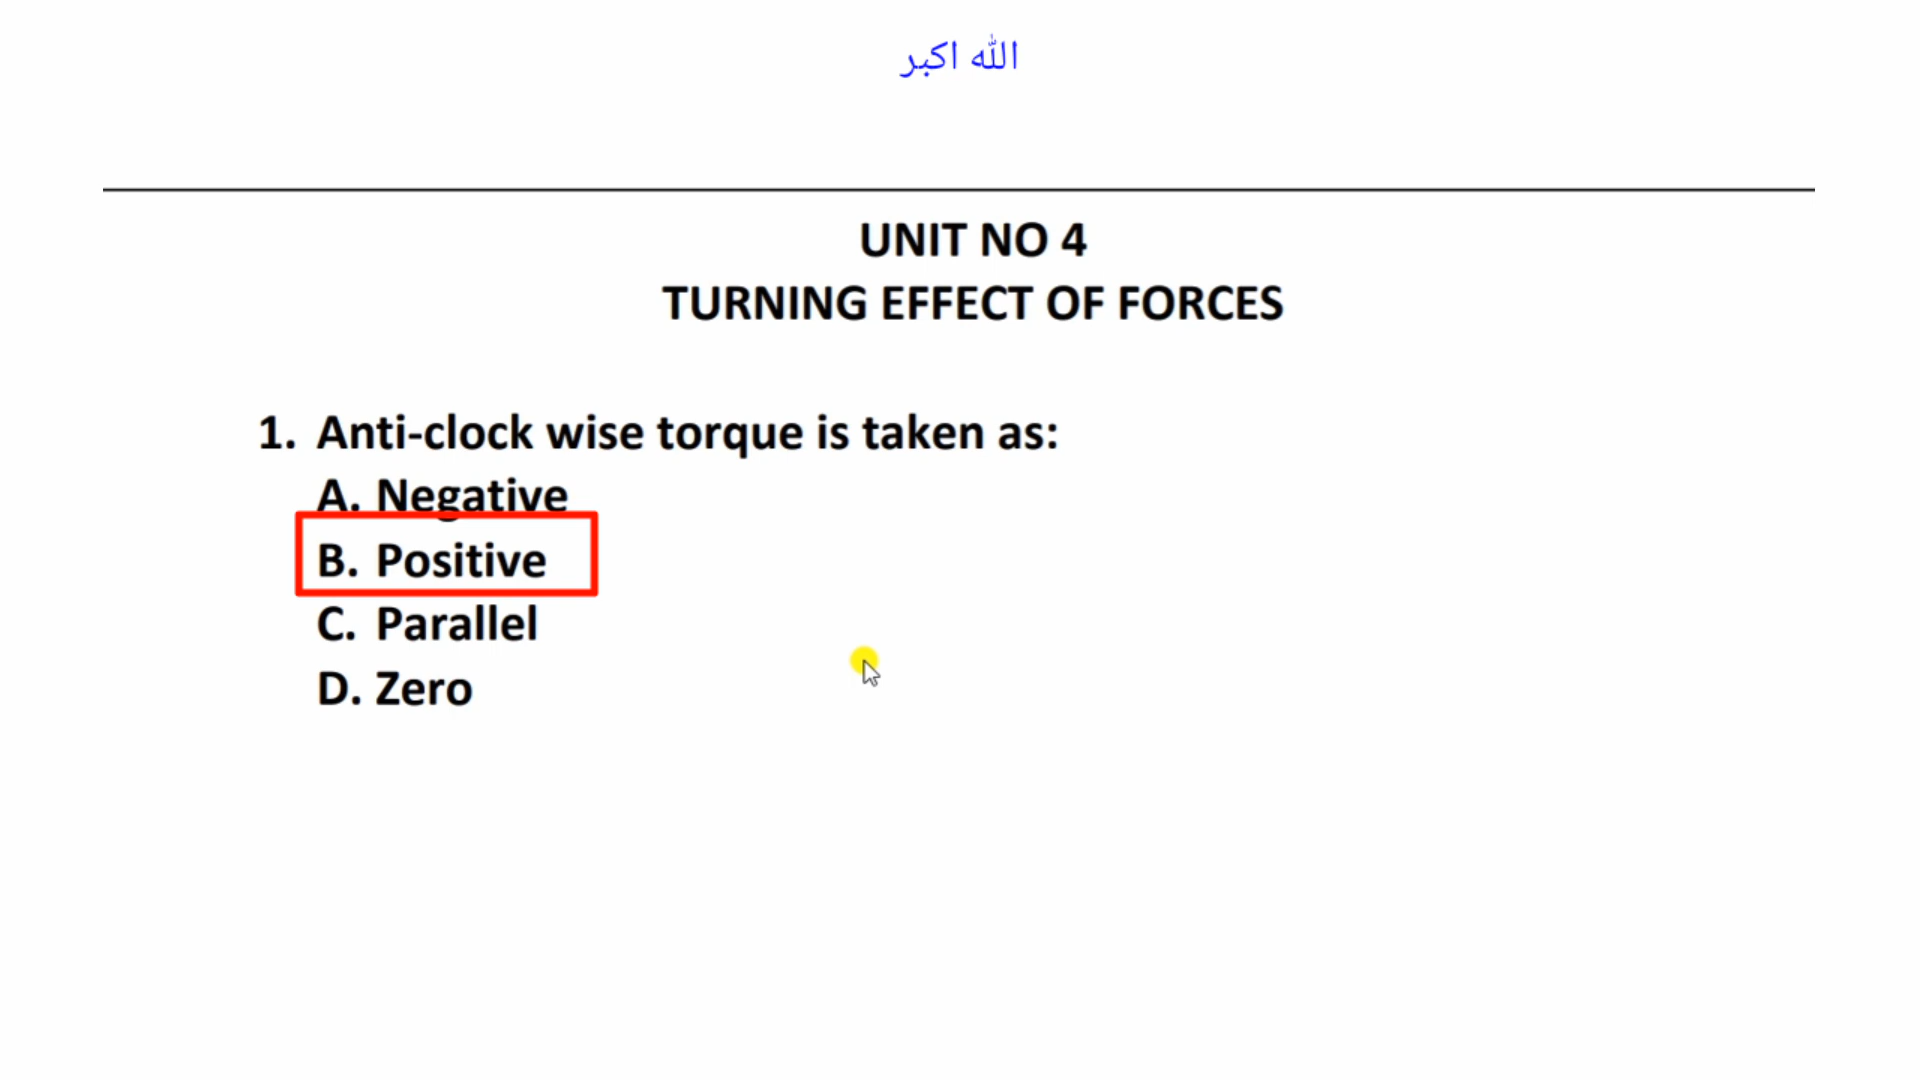 الله اكبر
UNIT NO 4
TURNING EFFECT OF FORCES
1. Anti-clock wise torque is taken as:
A. Negative
B. Positive
C. Parallel
D. Zero